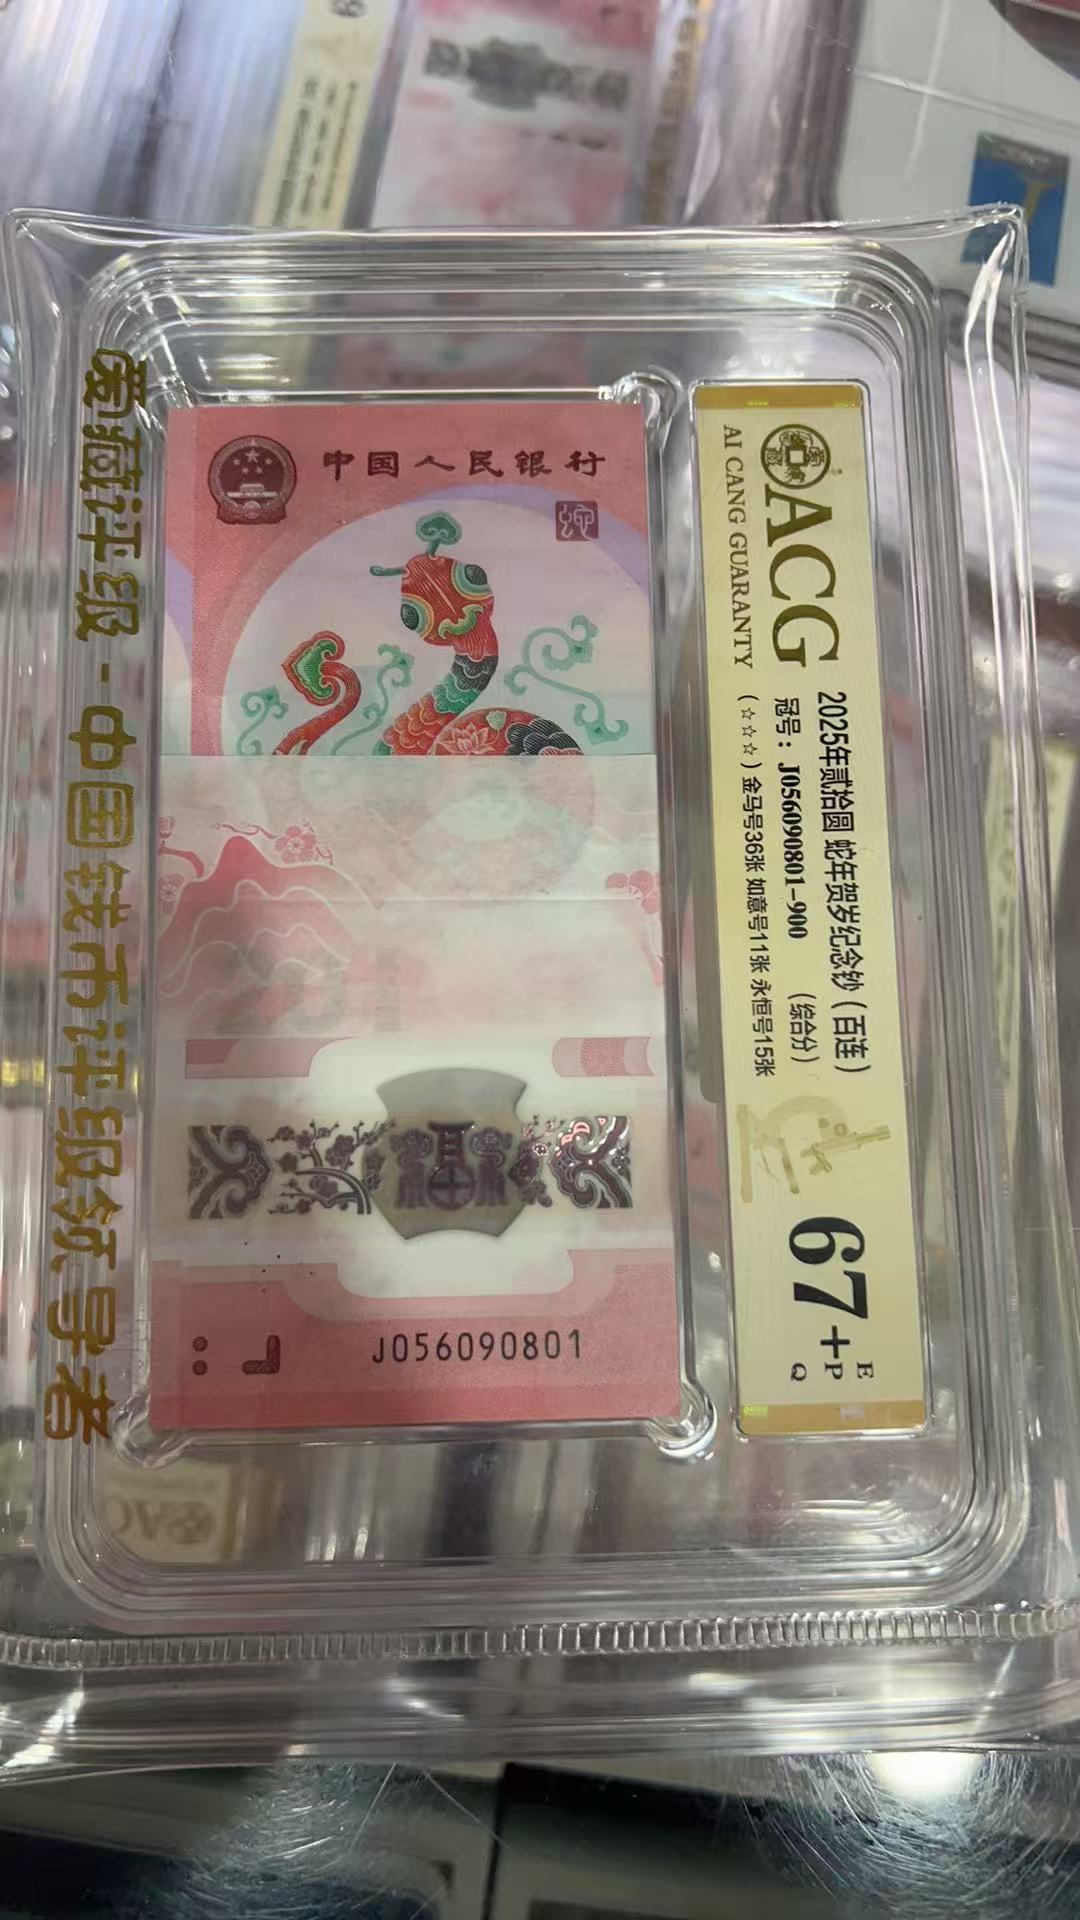 爱藏评级-中国钱币评级领导者
中国人民银行
J056090801
ACG
AI CANG GUARANTY
2025年贰拾圆 蛇年贺岁纪念钞（百连）
冠号：J056090801-900 （综合分）
（☆☆☆）金马号36张 如意号11张 永恒号15张
67+
E
P
Q